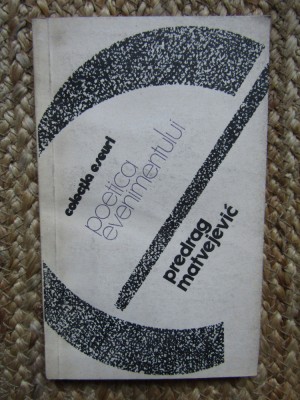 colecția eseuri
poetica
evenimentului
predrag
matvejević